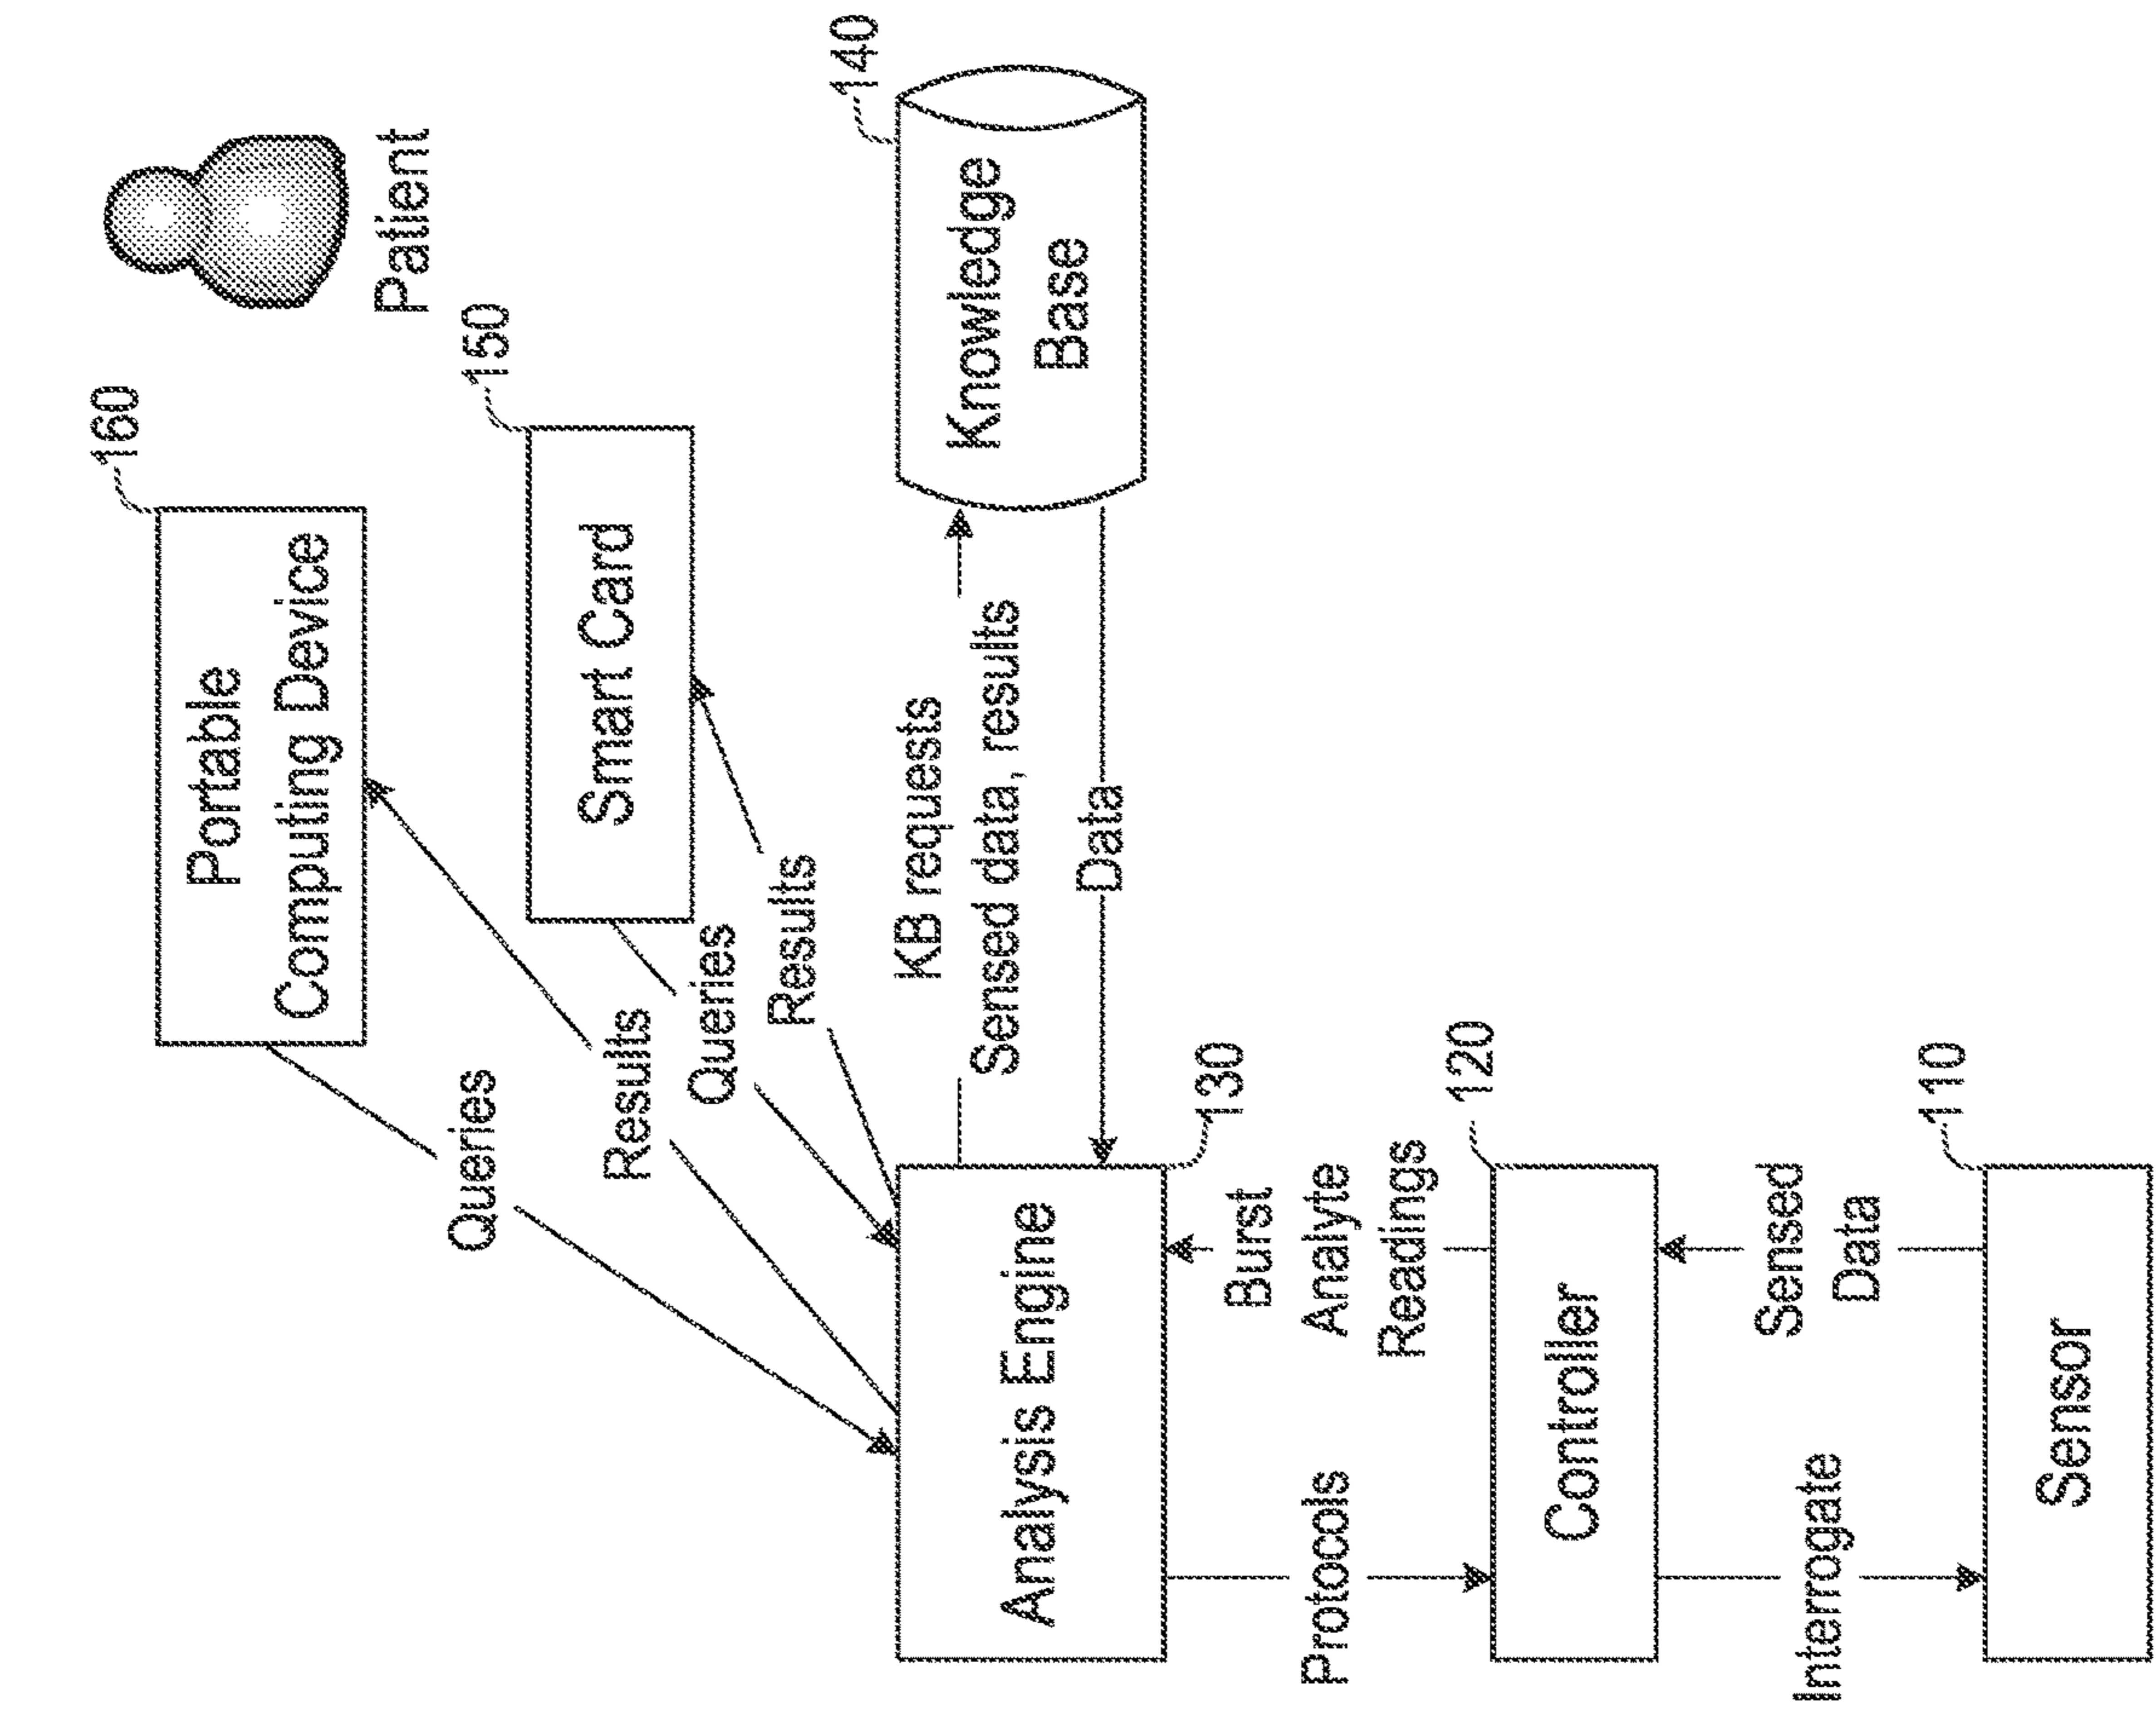 160
Portable
Computing Device
Patient
150
Smart Card
140
Knowledge
Base
Queries
Results
Queries
Results
KB requests
Sensed data, results
Data
130
Analysis Engine
Protocols
Burst
Analyte
Readings
120
Controller
Interrogate
Sensed
Data
110
Sensor